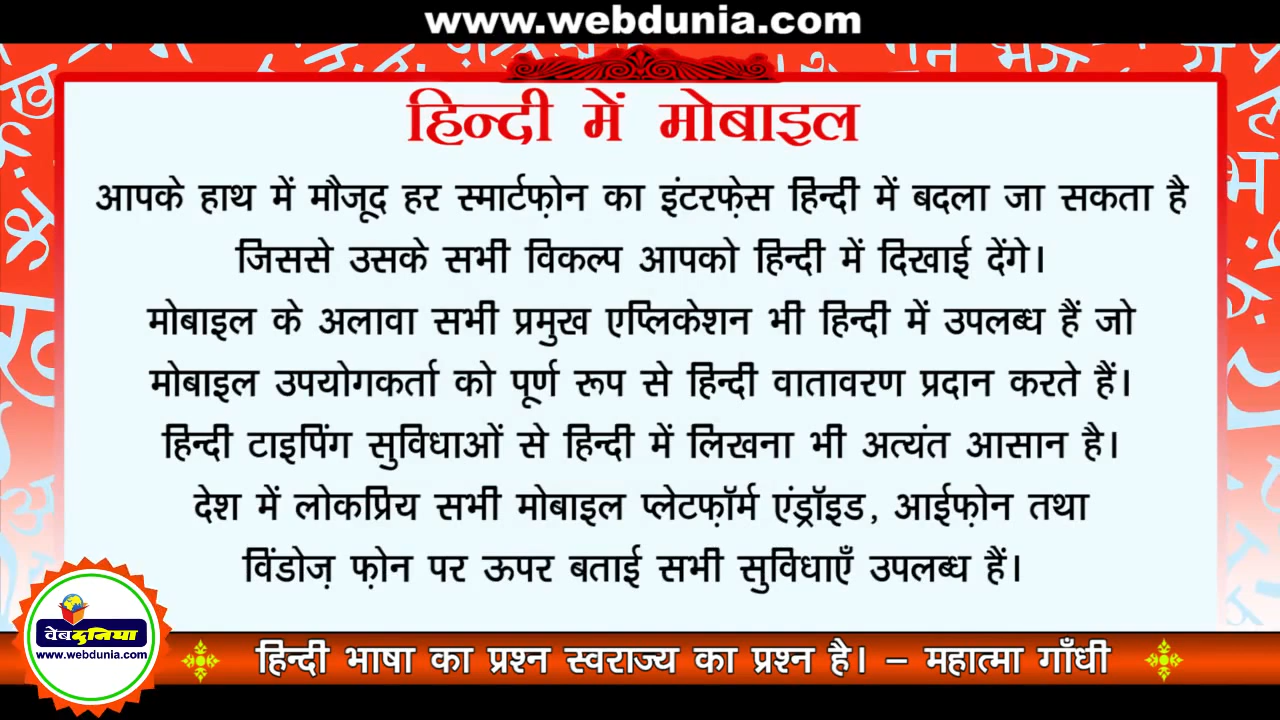 www.webdunia.com
हिन्दी में मोबाइल
आपके हाथ में मौजूद हर स्मार्टफ़ोन का इंटरफ़ेस हिन्दी में बदला जा सकता है
जिससे उसके सभी विकल्प आपको हिन्दी में दिखाई देंगे।
मोबाइल के अलावा सभी प्रमुख एप्लिकेशन भी हिन्दी में उपलब्ध हैं जो
मोबाइल उपयोगकर्ता को पूर्ण रूप से हिन्दी वातावरण प्रदान करते हैं।
हिन्दी टाइपिंग सुविधाओं से हिन्दी में लिखना भी अत्यंत आसान है।
देश में लोकप्रिय सभी मोबाइल प्लेटफ़ॉर्म एंड्रॉइड, आईफ़ोन तथा
विंडोज़ फ़ोन पर ऊपर बताई सभी सुविधाएँ उपलब्ध हैं।
वेबदुनिया
www.webdunia.com
हिन्दी भाषा का प्रश्न स्वराज्य का प्रश्न है। – महात्मा गाँधी